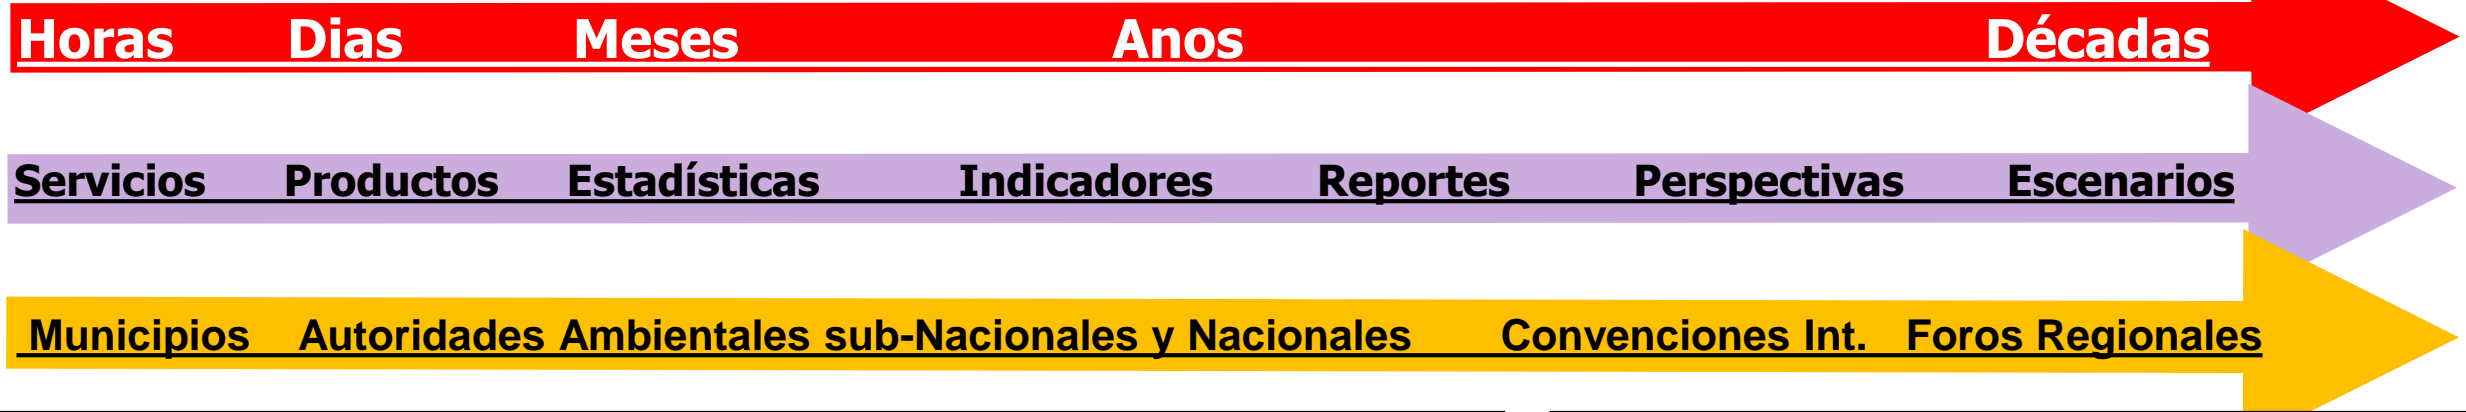 Horas Dias Meses Anos Décadas
Servicios Productos Estadísticas Indicadores Reportes Perspectivas Escenarios
Municipios Autoridades Ambientales sub-Nacionales y Nacionales Convenciones Int. Foros Regionales